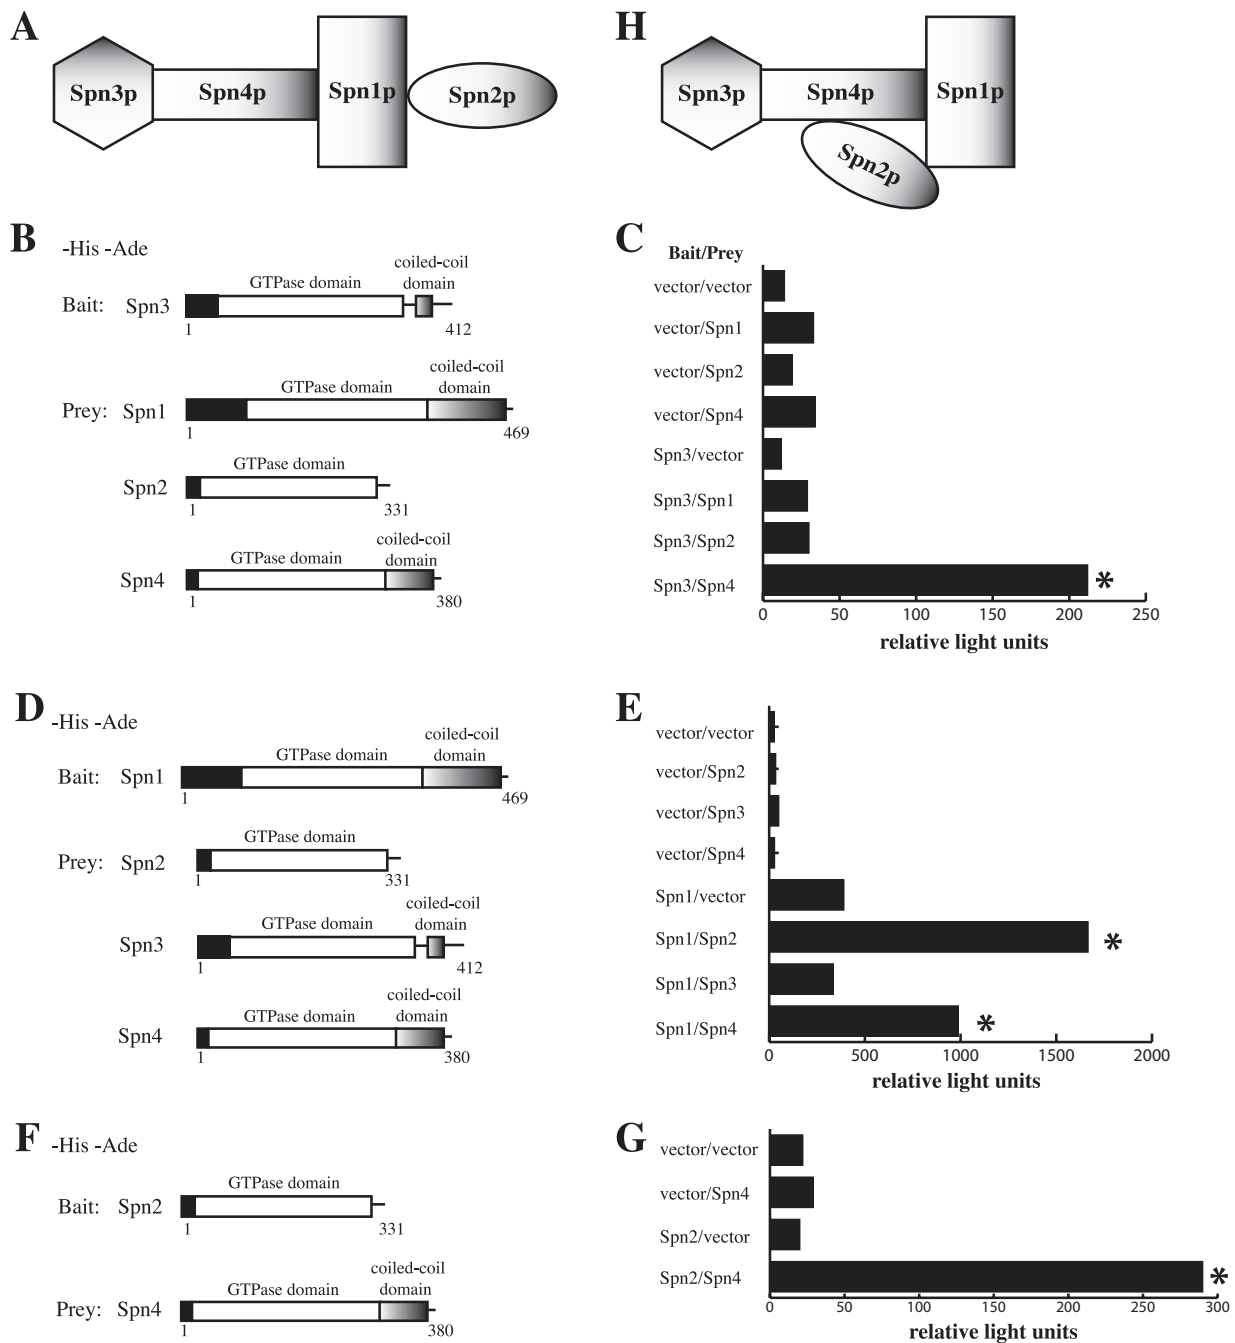 A
Spn3p Spn4p Spn1p Spn2p
H
Spn3p Spn4p Spn1p
Spn2p
B
-His -Ade
Bait: Spn3
GTPase domain
coiled-coil
domain
1 412
Prey: Spn1
GTPase domain
coiled-coil
domain
1 469
Spn2
GTPase domain
1 331
Spn4
GTPase domain
coiled-coil
domain
1 380
C
Bait/Prey
vector/vector
vector/Spn1
vector/Spn2
vector/Spn4
Spn3/vector
Spn3/Spn1
Spn3/Spn2
Spn3/Spn4 *
0 50 100 150 200 250
relative light units
D
-His -Ade
Bait: Spn1
GTPase domain
coiled-coil
domain
1 469
Prey: Spn2
GTPase domain
1 331
Spn3
GTPase domain
coiled-coil
domain
1 412
Spn4
GTPase domain
coiled-coil
domain
1 380
E
vector/vector
vector/Spn2
vector/Spn3
vector/Spn4
Spn1/vector
Spn1/Spn2 *
Spn1/Spn3
Spn1/Spn4 *
0 500 1000 1500 2000
relative light units
F
-His -Ade
Bait: Spn2
GTPase domain
1 331
Prey: Spn4
GTPase domain
coiled-coil
domain
1 380
G
vector/vector
vector/Spn4
Spn2/vector
Spn2/Spn4 *
0 50 100 150 200 250 300
relative light units